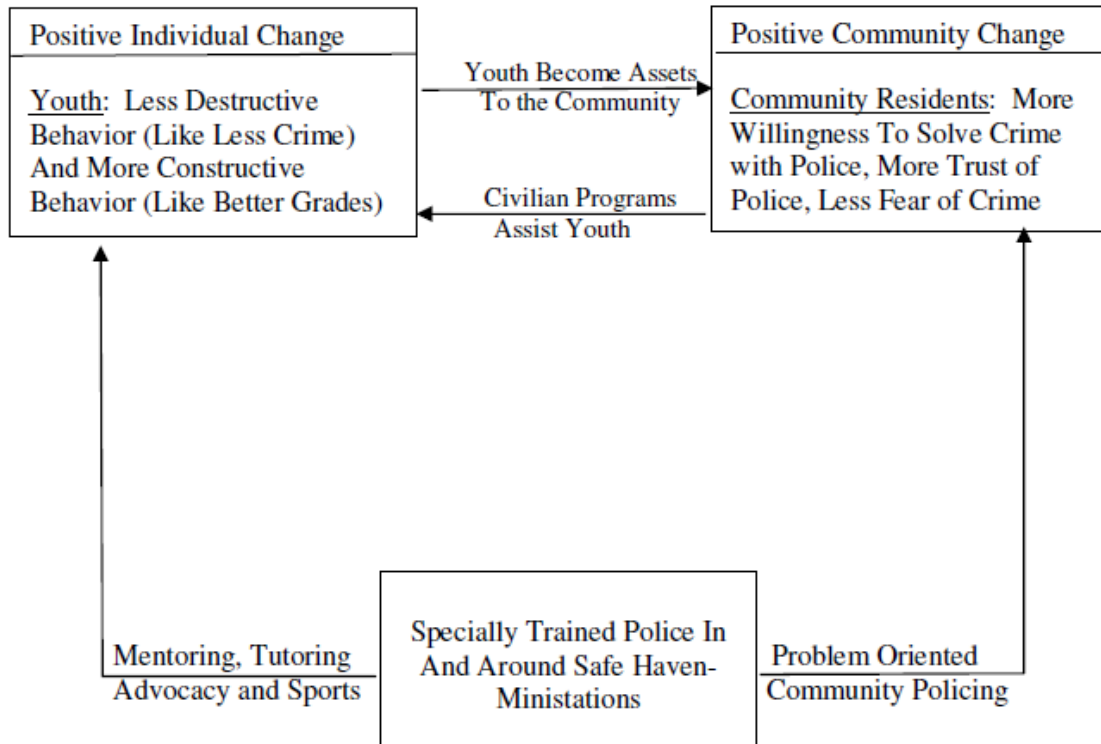 Positive Individual Change
Youth: Less Destructive
Behavior (Like Less Crime)
And More Constructive
Behavior (Like Better Grades)
Youth Become Assets
To the Community
Civilian Programs
Assist Youth
Positive Community Change
Community Residents: More
Willingness To Solve Crime
with Police, More Trust of
Police, Less Fear of Crime
Mentoring, Tutoring
Advocacy and Sports
Specially Trained Police In
And Around Safe Haven-
Ministations
Problem Oriented
Community Policing